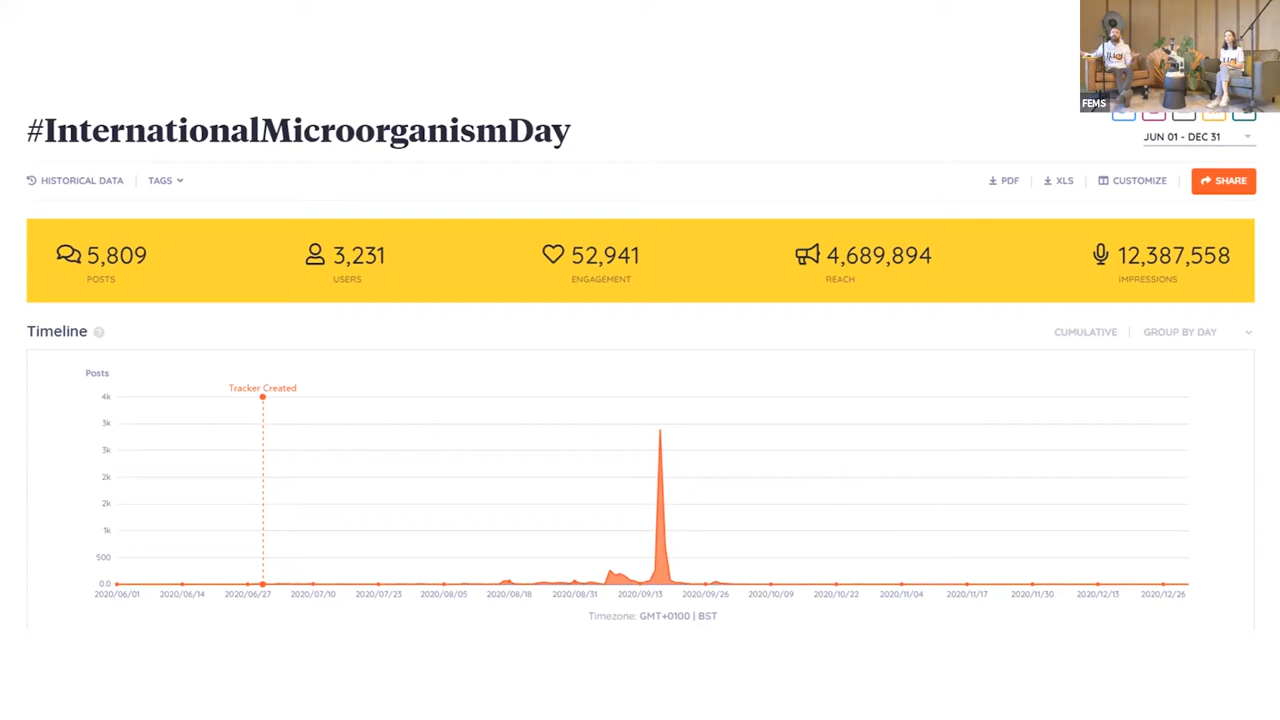 FEMS
#InternationalMicroorganismDay
JUN 01 - DEC 31
HISTORICAL DATA
TAGS
PDF
XLS
CUSTOMIZE
SHARE
5,809
POSTS
3,231
USERS
52,941
ENGAGEMENT
4,689,894
REACH
12,387,558
IMPRESSIONS
Timeline ?
CUMULATIVE
GROUP BY DAY
Posts
Tracker Created
4k
3k
3k
2k
2k
1k
500
0.0
2020/06/01 2020/06/14 2020/06/27 2020/07/10 2020/07/23 2020/08/05 2020/08/18 2020/08/31 2020/09/13 2020/09/26 2020/10/09 2020/10/22 2020/11/04 2020/11/17 2020/11/30 2020/12/13 2020/12/26
Timezone: GMT+0100 | BST